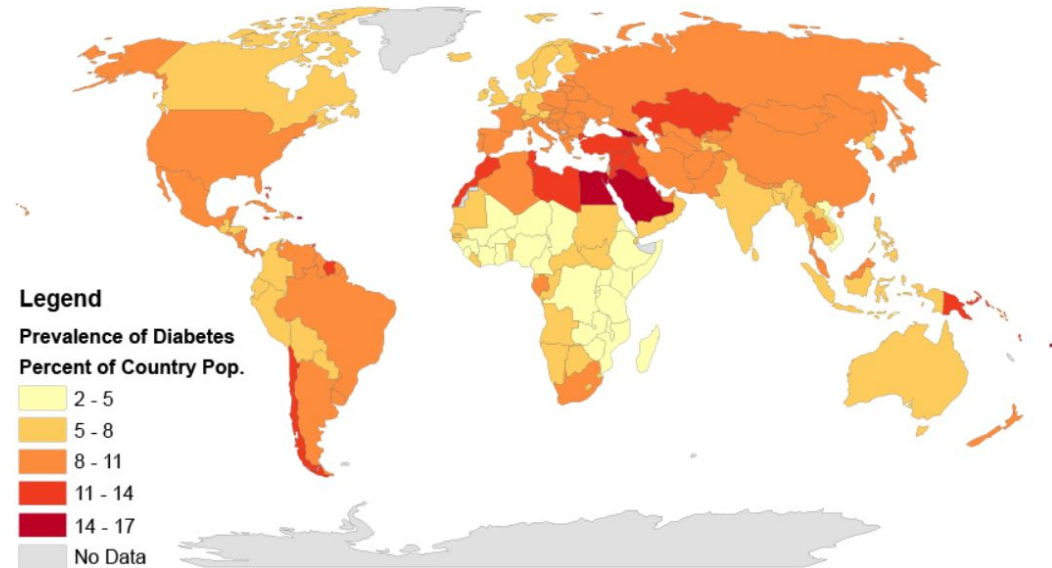 Legend
Prevalence of Diabetes
Percent of Country Pop.
2 - 5
5 - 8
8 - 11
11 - 14
14 - 17
No Data